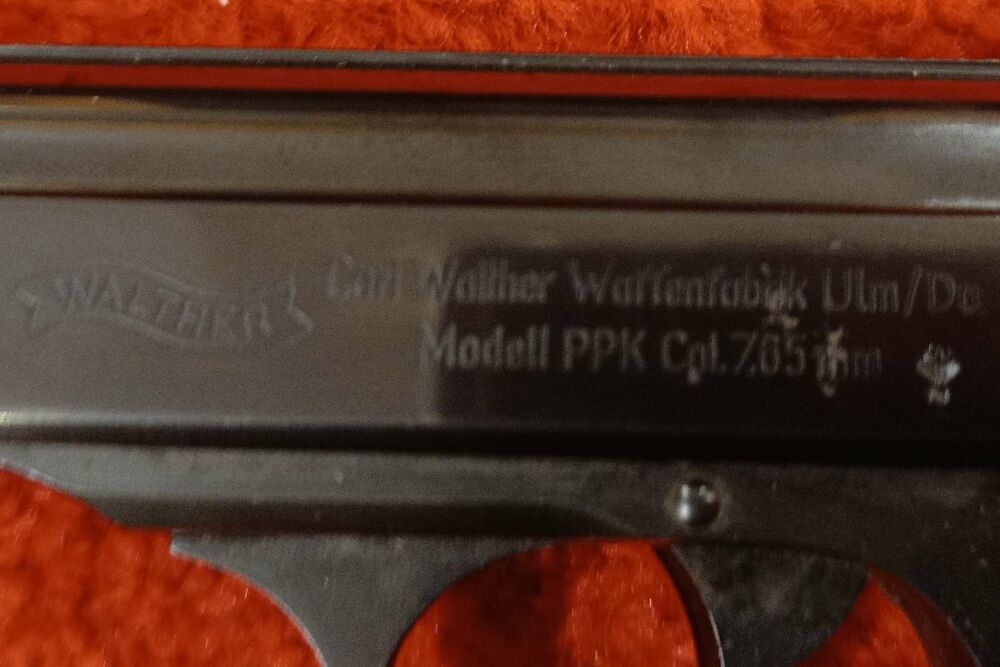 WALTHER
Carl Walther Waffenfabrik Ulm/Do
Modell PPK Cal. 7.65 mm